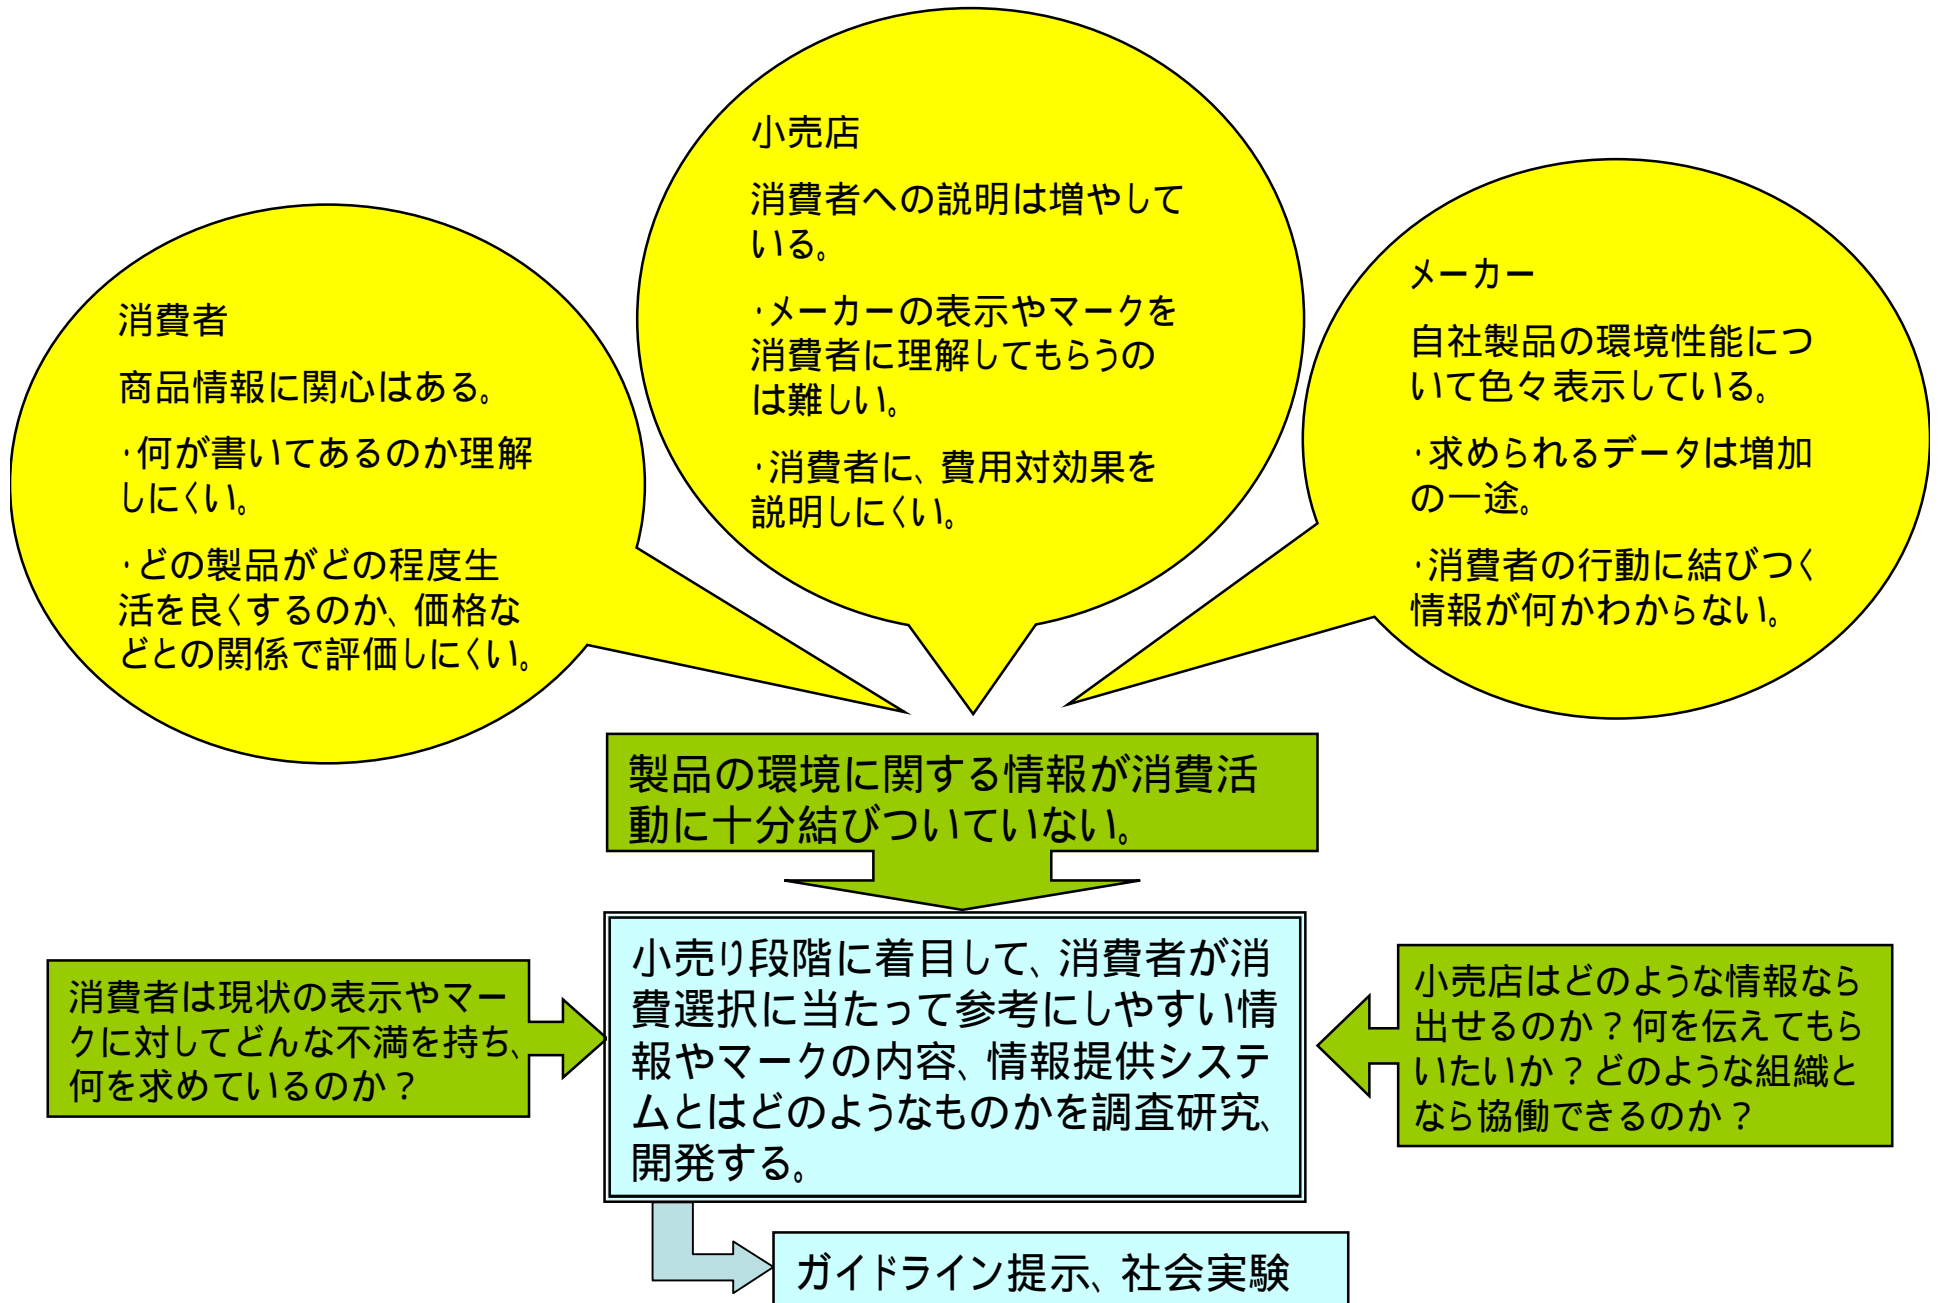 小売店
消費者への説明は増やして
いる。
・メーカーの表示やマークを
消費者に理解してもらうの
は難しい。
・消費者に、費用対効果を
説明しにくい。
消費者
商品情報に関心はある。
・何が書いてあるのか理解
しにくい。
・どの製品がどの程度生
活を良くするのか、価格な
どとの関係で評価しにくい。
メーカー
自社製品の環境性能につ
いて色々表示している。
・求められるデータは増加
の一途。
・消費者の行動に結びつく
情報が何かわからない。
製品の環境に関する情報が消費活
動に十分結びついていない。
消費者は現状の表示やマー
クに対してどんな不満を持ち、
何を求めているのか？
小売り段階に着目して、消費者が消
費選択に当たって参考にしやすい情
報やマークの内容、情報提供システ
ムとはどのようなものかを調査研究、
開発する。
小売店はどのような情報なら
出せるのか？何を伝えてもら
いたいか？どのような組織と
なら協働できるのか？
ガイドライン提示、社会実験